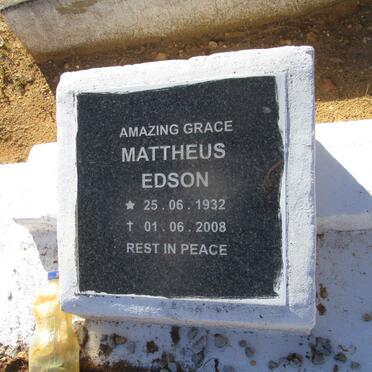 AMAZING GRACE
MATTHEUS
EDSON
★ 25 . 06 . 1932
† 01 . 06 . 2008
REST IN PEACE